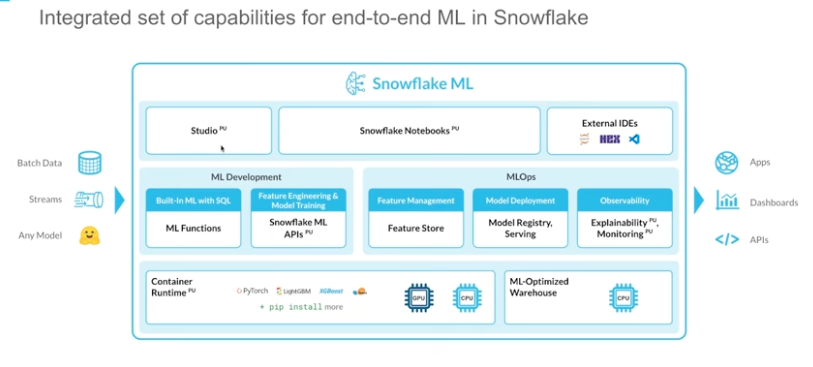 Integrated set of capabilities for end-to-end ML in Snowflake
Snowflake ML
Studio PU
Snowflake Notebooks PU
External IDEs
HEX
Batch Data
Streams
Any Model
ML Development
Built-In ML with SQL
ML Functions
Feature Engineering &
Model Training
Snowflake ML
APIs PU
MLOps
Feature Management
Feature Store
Model Deployment
Model Registry,
Serving
Observability
Explainability PU,
Monitoring PU
Apps
Dashboards
</> APIs
Container
Runtime PU
PyTorch
LightGBM
XGBoost
+ pip install more
GPU
CPU
ML-Optimized
Warehouse
CPU